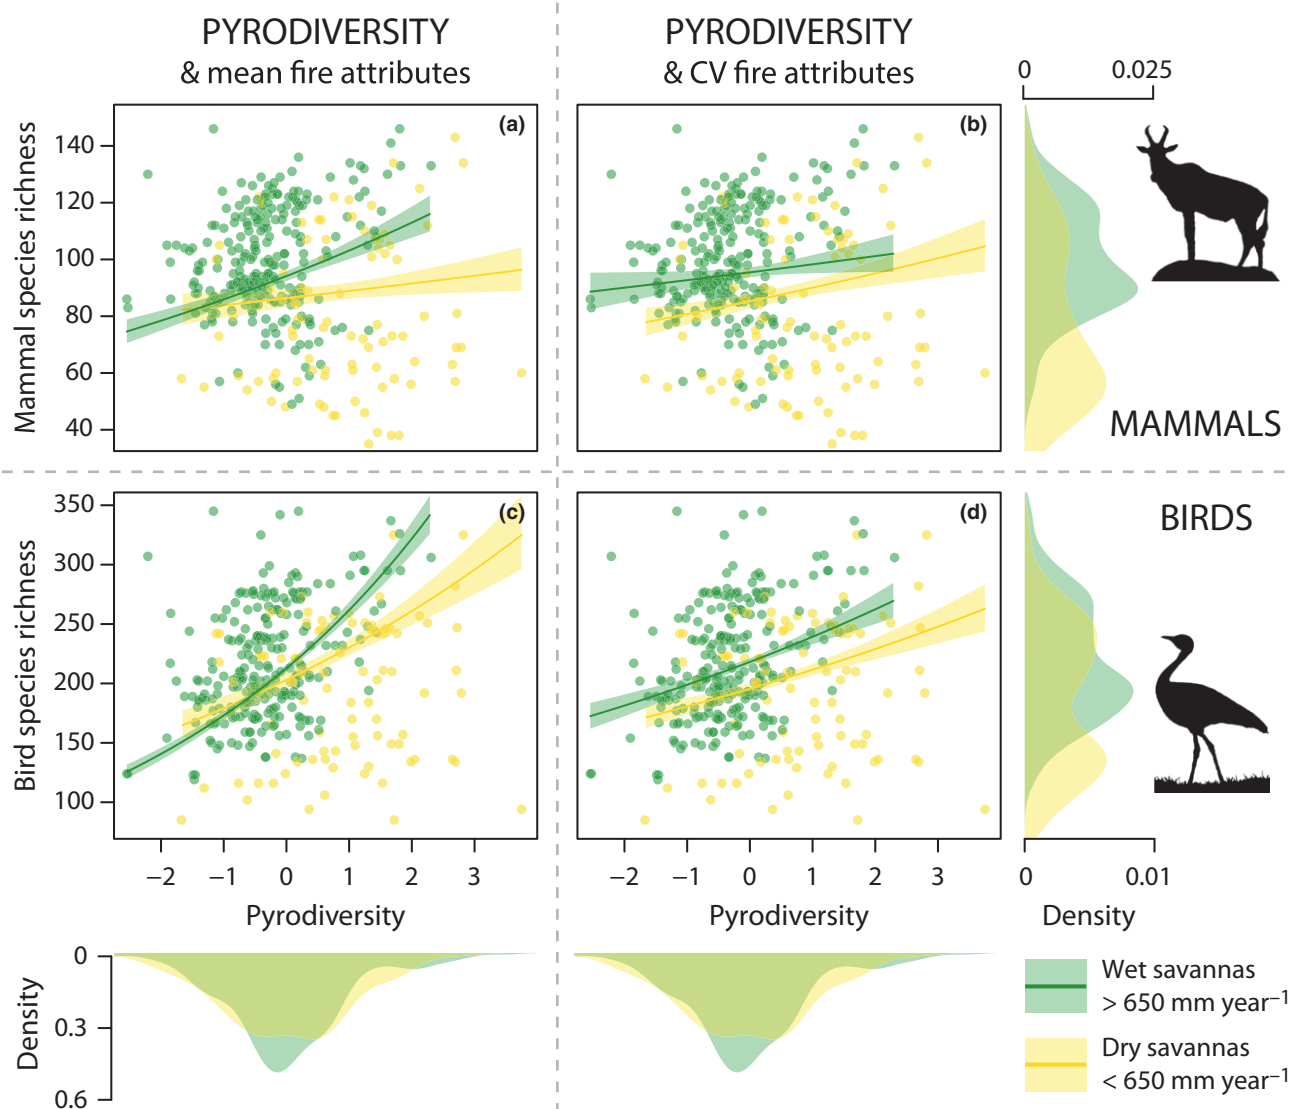 PYRODIVERSITY
& mean fire attributes
PYRODIVERSITY
& CV fire attributes
0 0.025
Mammal species richness
140
120
100
80
60
40
(a)
(b)
MAMMALS
Bird species richness
350
300
250
200
150
100
(c)
(d)
BIRDS
−2 −1 0 1 2 3
Pyrodiversity
−2 −1 0 1 2 3
Pyrodiversity
0 0.01
Density
Density
0
0.3
0.6
Wet savannas
> 650 mm year⁻¹
Dry savannas
< 650 mm year⁻¹